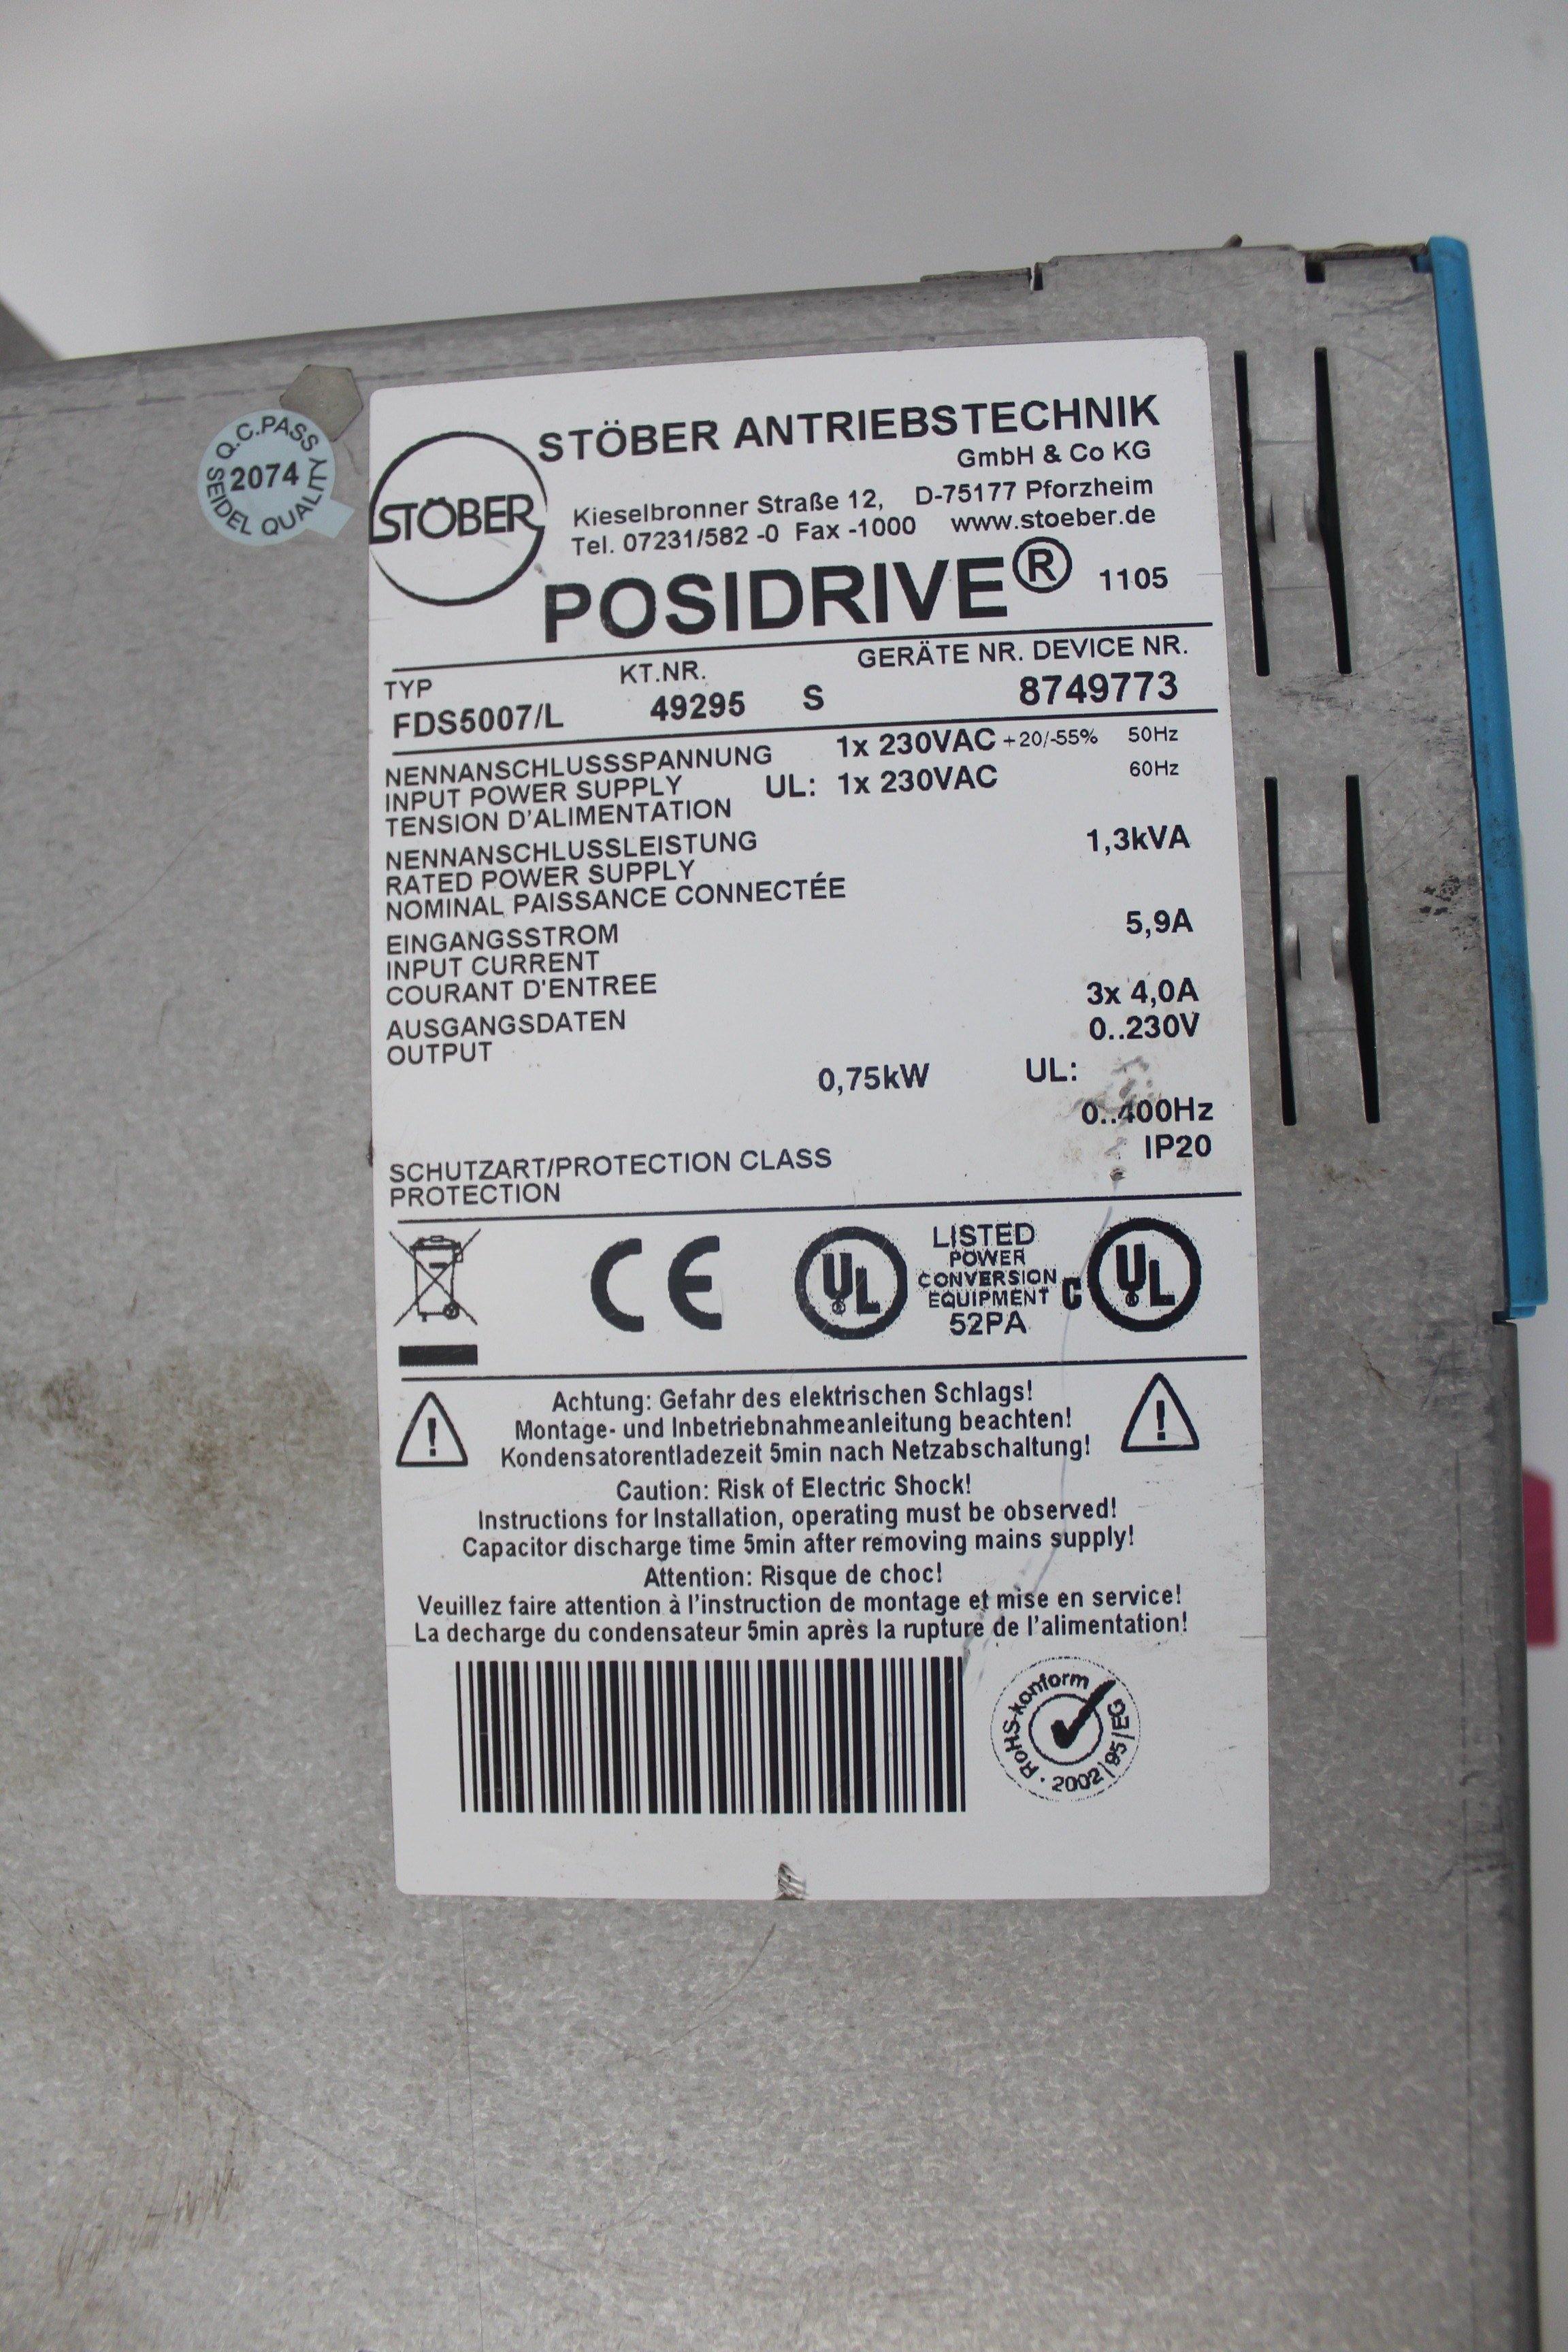 Q.C.PASS
2074
SEIDEL QUALITY
STÖBER
STÖBER ANTRIEBSTECHNIK
GmbH & Co KG
Kieselbronner Straße 12, D-75177 Pforzheim
Tel. 07231/582 -0 Fax -1000 www.stoeber.de
POSIDRIVE® 1105
TYP KT.NR. GERÄTE NR. DEVICE NR.
FDS5007/L 49295 S 8749773
NENNANSCHLUSSSPANNUNG 1x 230VAC +20/-55% 50Hz
INPUT POWER SUPPLY UL: 1x 230VAC 60Hz
TENSION D'ALIMENTATION
NENNANSCHLUSSLEISTUNG 1,3kVA
RATED POWER SUPPLY
NOMINAL PAISSANCE CONNECTÉE
EINGANGSSTROM 5,9A
INPUT CURRENT
COURANT D'ENTREE
AUSGANGSDATEN 3x 4,0A
OUTPUT 0..230V
0,75kW UL:
0..400Hz
SCHUTZART/PROTECTION CLASS IP20
PROTECTION
CE
UL
LISTED
POWER
CONVERSION
EQUIPMENT
52PA
C UL
Achtung: Gefahr des elektrischen Schlags!
Montage- und Inbetriebnahmeanleitung beachten!
Kondensatorentladezeit 5min nach Netzabschaltung!
Caution: Risk of Electric Shock!
Instructions for Installation, operating must be observed!
Capacitor discharge time 5min after removing mains supply!
Attention: Risque de choc!
Veuillez faire attention à l'instruction de montage et mise en service!
La decharge du condensateur 5min après la rupture de l'alimentation!
RoHS-konform · 2002/95/EG